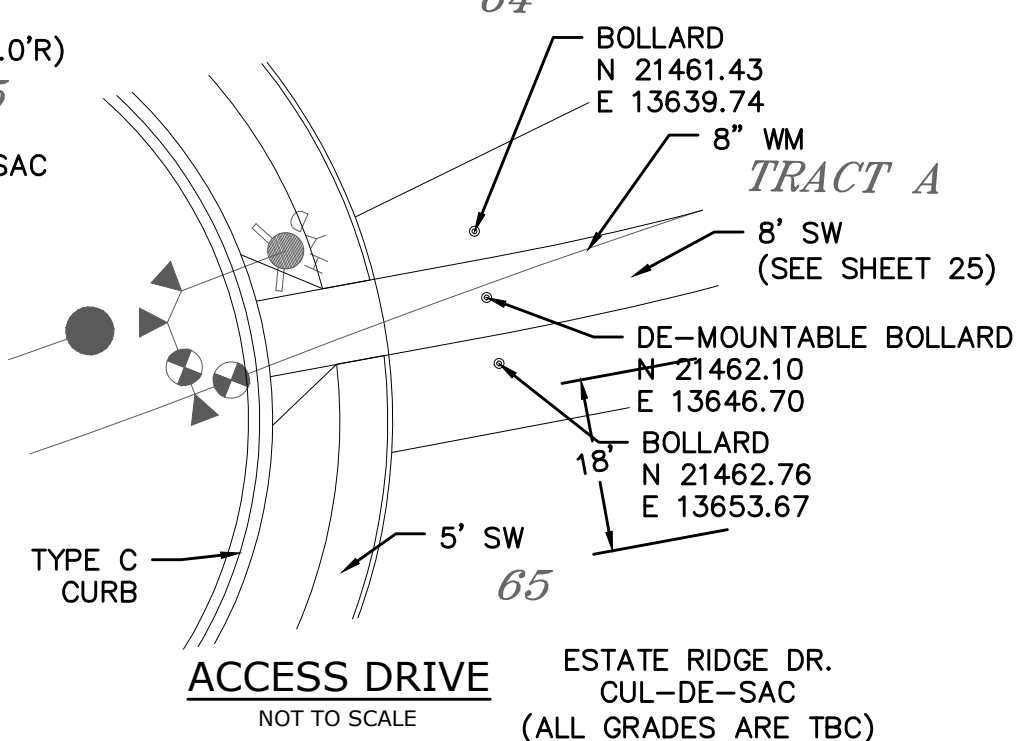 .0'R)
SAC
BOLLARD
N 21461.43
E 13639.74
8" WM
TRACT A
8' SW
(SEE SHEET 25)
DE-MOUNTABLE BOLLARD
N 21462.10
E 13646.70
BOLLARD
N 21462.76
E 13653.67
18'
5' SW
TYPE C
CURB
65
ACCESS DRIVE
NOT TO SCALE
ESTATE RIDGE DR.
CUL-DE-SAC
(ALL GRADES ARE TBC)